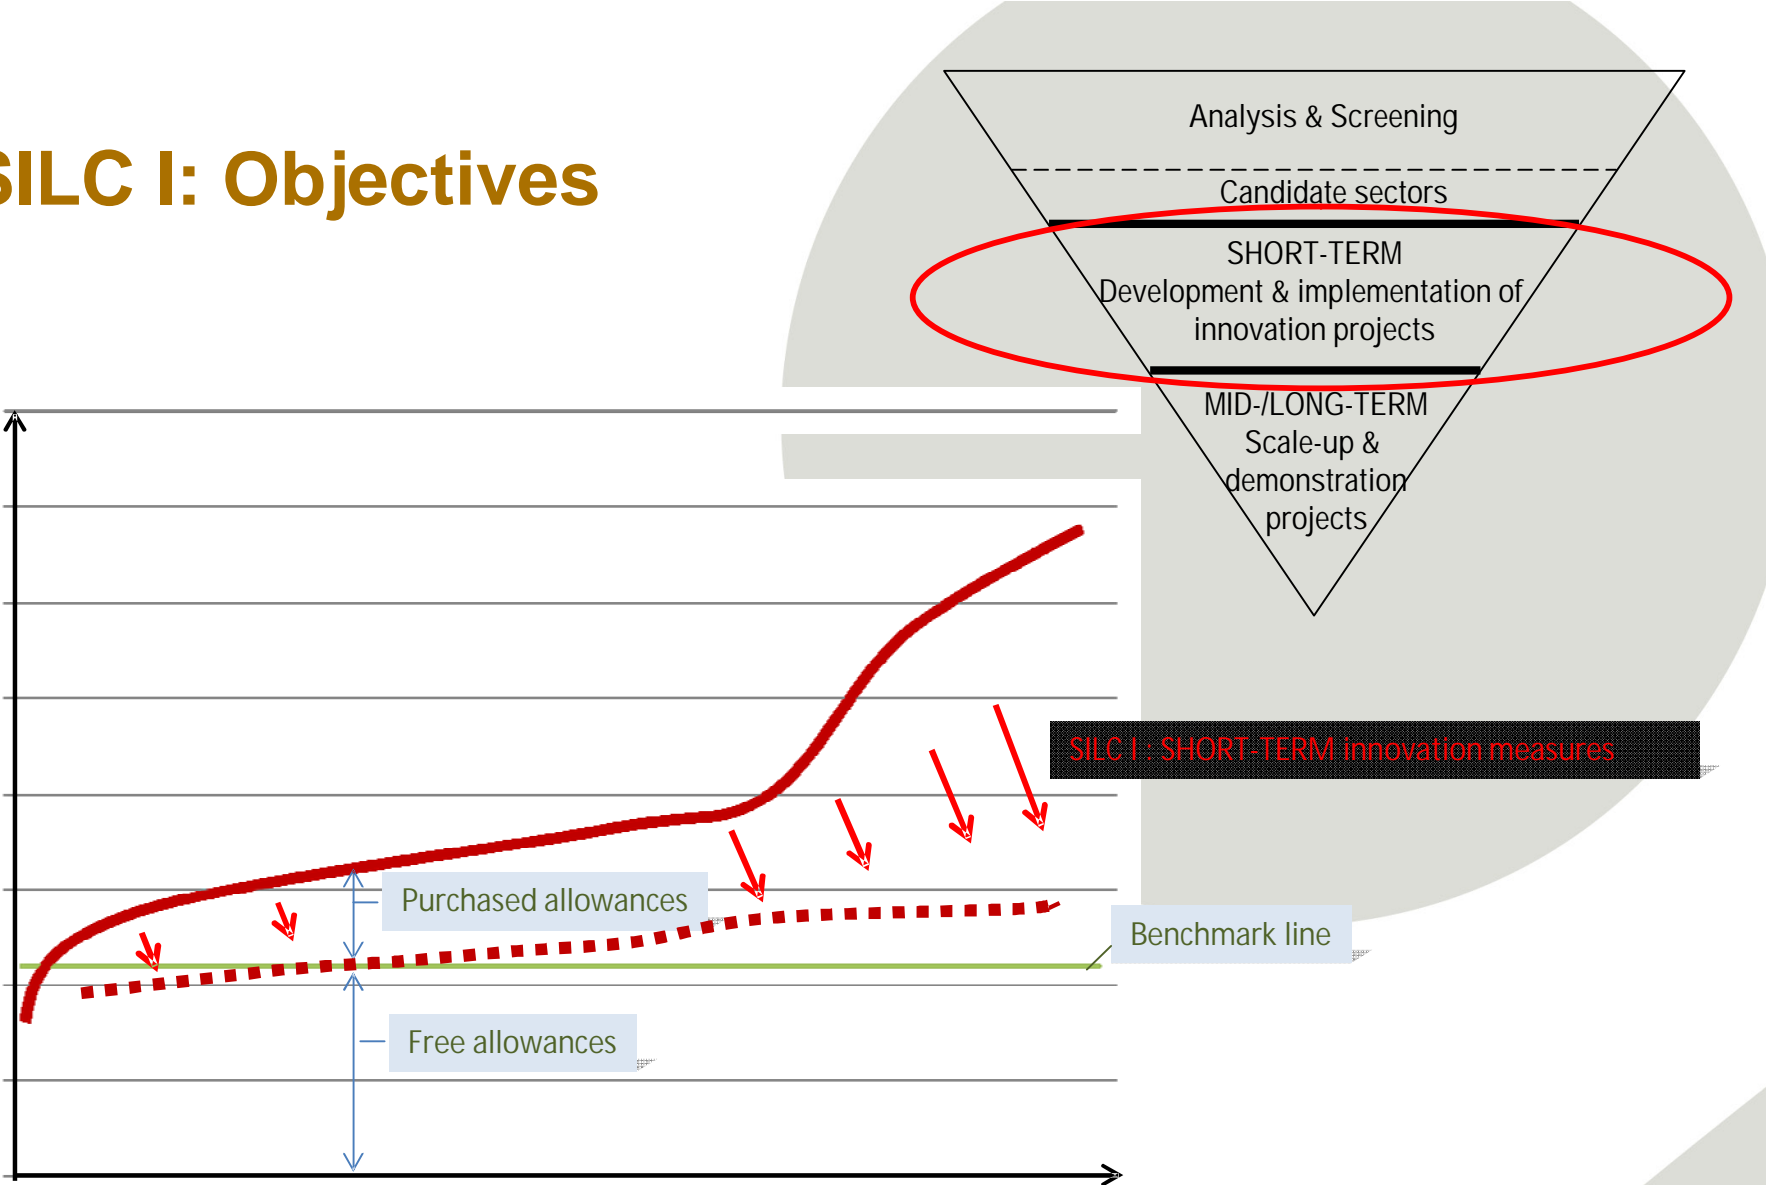 SILC I: Objectives
Analysis & Screening
Candidate sectors
SHORT-TERM
Development & implementation of
innovation projects
MID-/LONG-TERM
Scale-up &
demonstration
projects
SILC I : SHORT-TERM innovation measures
Purchased allowances
Benchmark line
Free allowances